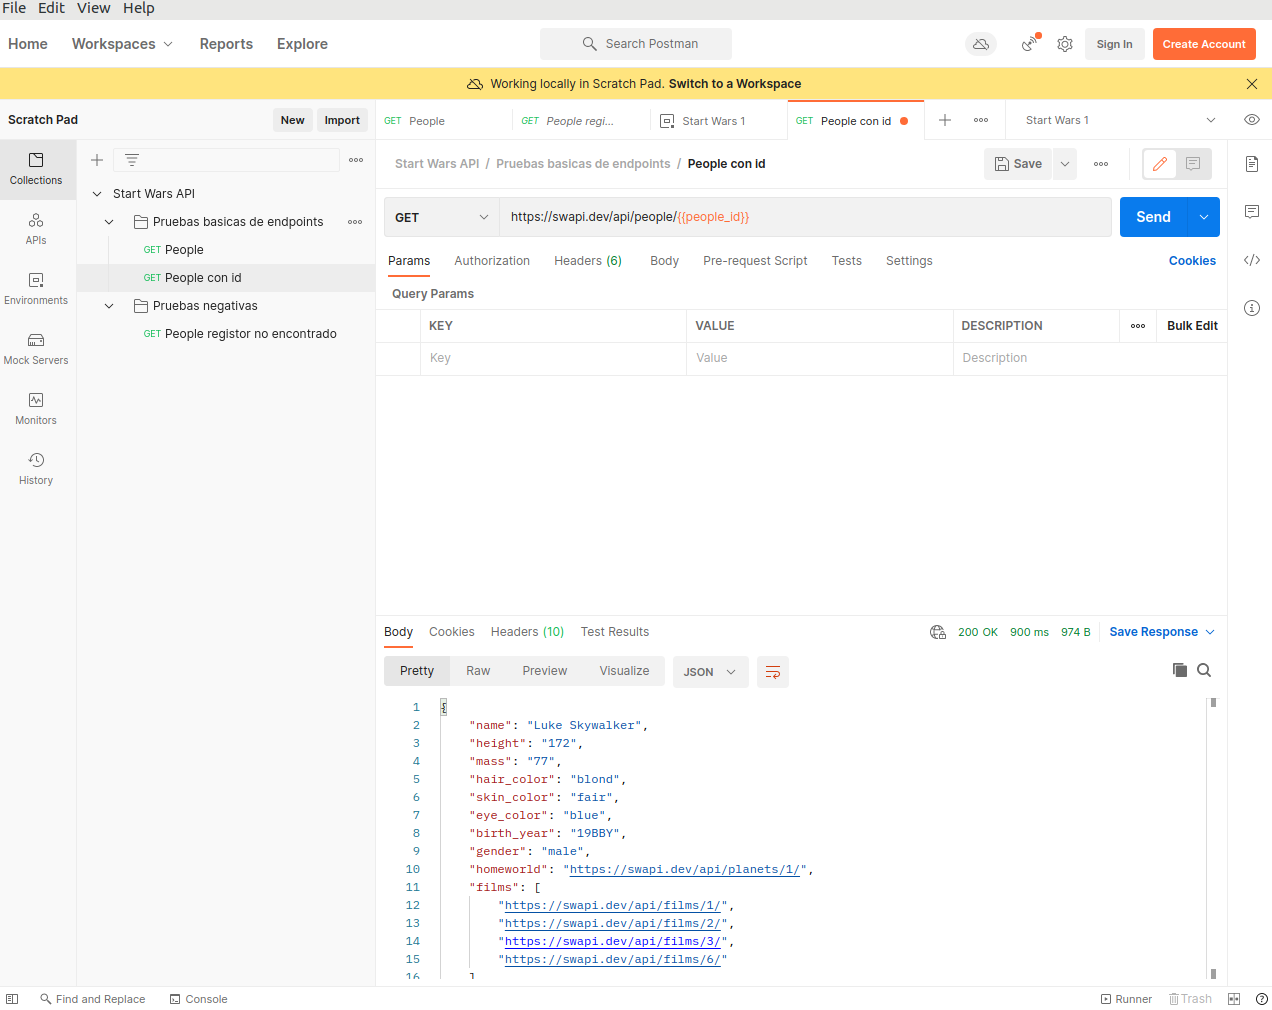 File Edit View Help
Home Workspaces Reports Explore Search Postman Sign In Create Account
Working locally in Scratch Pad. Switch to a Workspace
Scratch Pad New Import GET People GET People regi... Start Wars 1 GET People con id Start Wars 1
Collections
APIs
Environments
Mock Servers
Monitors
History
Start Wars API
Pruebas basicas de endpoints
GET People
GET People con id
Pruebas negativas
GET People registor no encontrado
Start Wars API / Pruebas basicas de endpoints / People con id Save
GET https://swapi.dev/api/people/{{people_id}} Send
Params Authorization Headers (6) Body Pre-request Script Tests Settings Cookies
Query Params
KEY VALUE DESCRIPTION Bulk Edit
Key Value Description
Body Cookies Headers (10) Test Results 200 OK 900 ms 974 B Save Response
Pretty Raw Preview Visualize JSON
1 {
2 "name": "Luke Skywalker",
3 "height": "172",
4 "mass": "77",
5 "hair_color": "blond",
6 "skin_color": "fair",
7 "eye_color": "blue",
8 "birth_year": "19BBY",
9 "gender": "male",
10 "homeworld": "https://swapi.dev/api/planets/1/",
11 "films": [
12 "https://swapi.dev/api/films/1/",
13 "https://swapi.dev/api/films/2/",
14 "https://swapi.dev/api/films/3/",
15 "https://swapi.dev/api/films/6/"
16 ]
Find and Replace Console Runner Trash